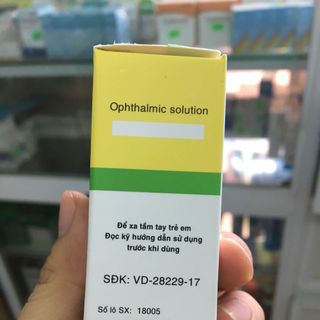 Ophthalmic solution
Để xa tầm tay trẻ em
Đọc kỹ hướng dẫn sử dụng
trước khi dùng
SĐK: VD-28229-17
Số lô SX: 18005